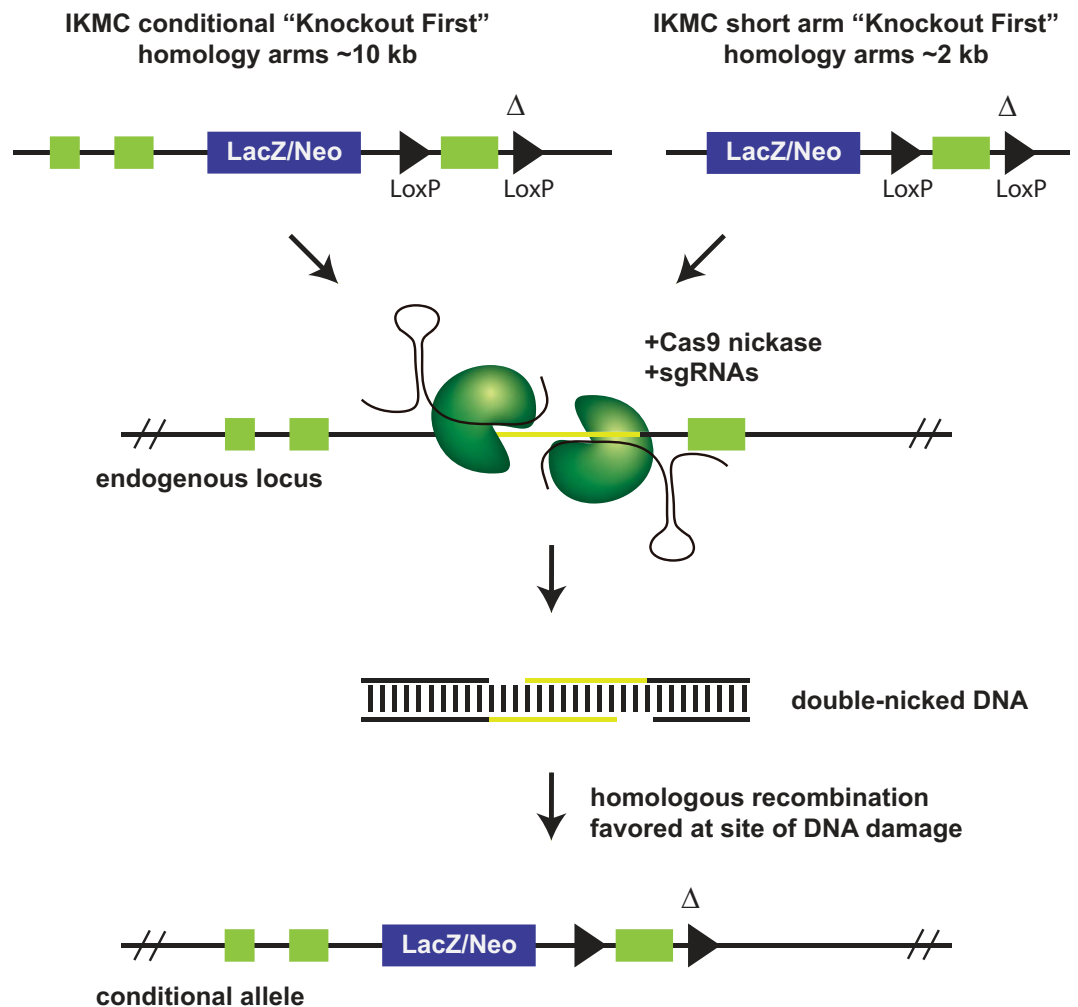 IKMC conditional “Knockout First”
homology arms ~10 kb
IKMC short arm “Knockout First”
homology arms ~2 kb
Δ
LacZ/Neo
LoxP
LoxP
Δ
LacZ/Neo
LoxP
LoxP
+Cas9 nickase
+sgRNAs
endogenous locus
double-nicked DNA
homologous recombination
favored at site of DNA damage
Δ
LacZ/Neo
conditional allele